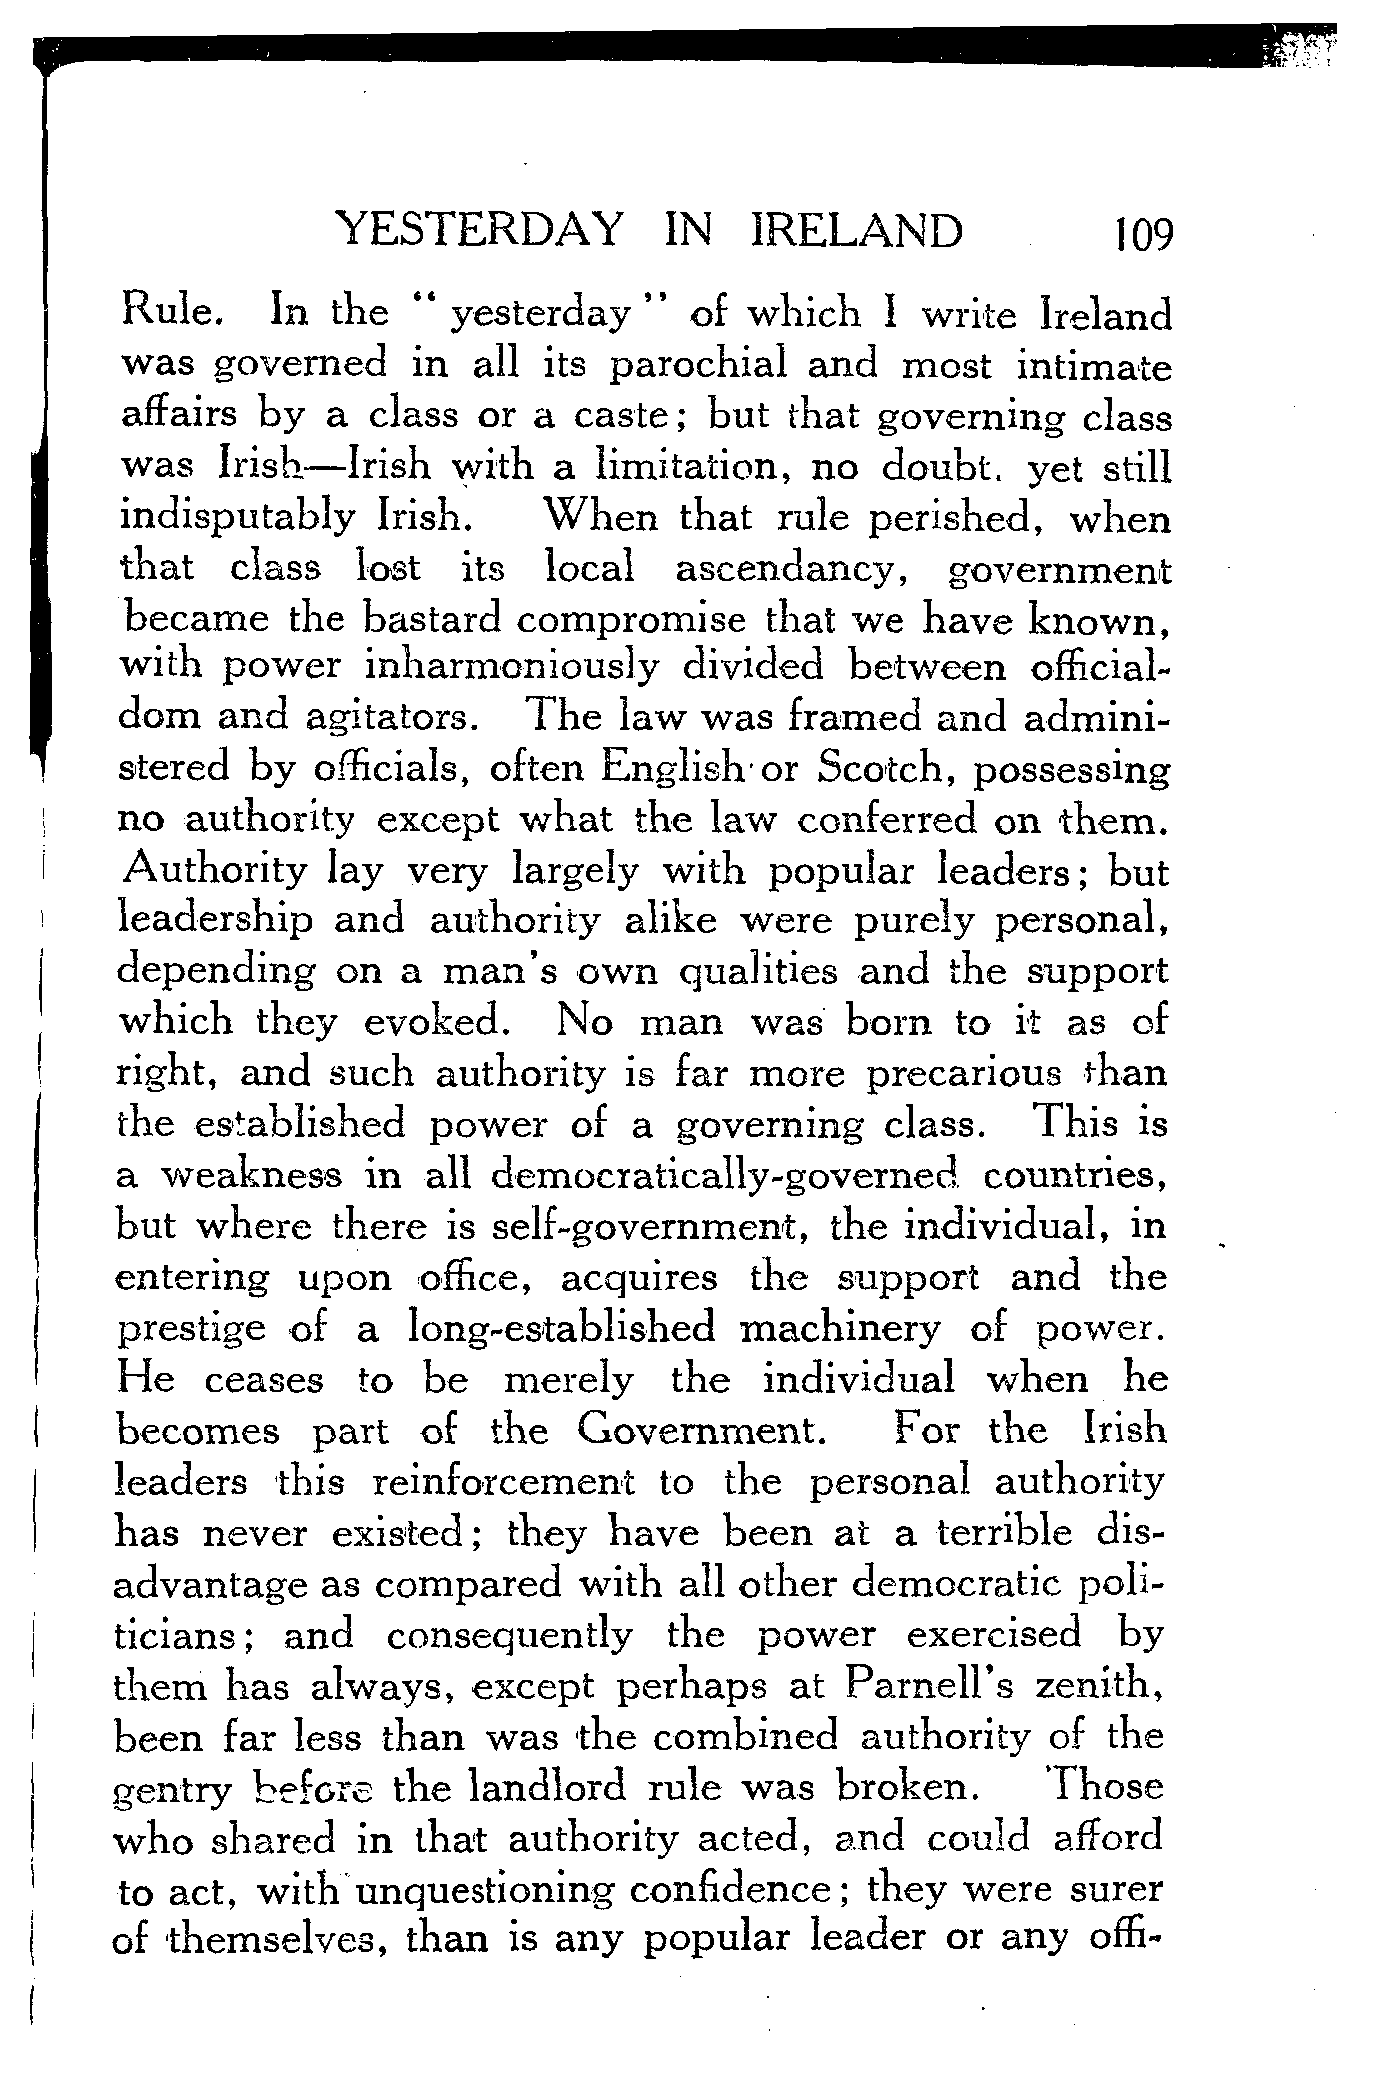 YESTERDAY IN IRELAND 109
Rule. In the “ yesterday ” of which I write Ireland
was governed in all its parochial and most intimate
affairs by a class or a caste; but that governing class
was Irish—Irish with a limitation, no doubt. yet still
indisputably Irish. When that rule perished, when
that class lost its local ascendancy, government
became the bastard compromise that we have known,
with power inharmoniously divided between official-
dom and agitators. The law was framed and admini-
stered by officials, often English or Scotch, possessing
no authority except what the law conferred on them.
Authority lay very largely with popular leaders; but
leadership and authority alike were purely personal,
depending on a man's own qualities and the support
which they evoked. No man was born to it as of
right, and such authority is far more precarious than
the established power of a governing class. This is
a weakness in all democratically-governed countries,
but where there is self-government, the individual, in
entering upon office, acquires the support and the
prestige of a long-established machinery of power.
He ceases to be merely the individual when he
becomes part of the Government. For the Irish
leaders this reinforcement to the personal authority
has never existed; they have been at a terrible dis-
advantage as compared with all other democratic poli-
ticians; and consequently the power exercised by
them has always, except perhaps at Parnell's zenith,
been far less than was the combined authority of the
gentry before the landlord rule was broken. Those
who shared in that authority acted, and could afford
to act, with unquestioning confidence; they were surer
of themselves, than is any popular leader or any offi-